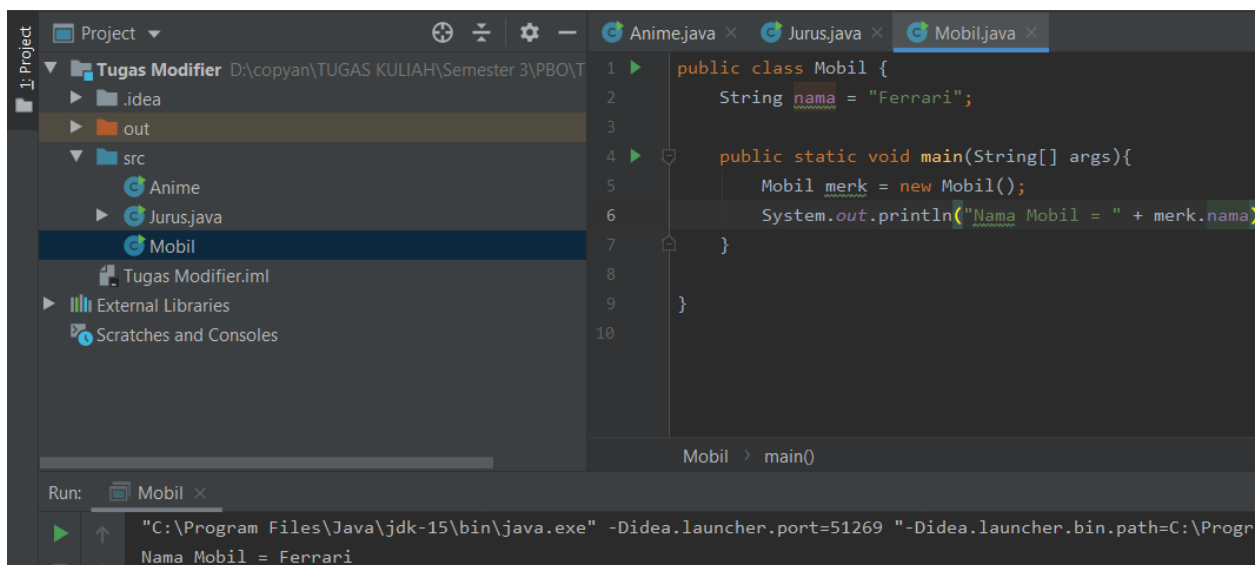 1: Project
Project
Tugas Modifier D:\copyan\TUGAS KULIAH\Semester 3\PBO\T
.idea
out
src
Anime
Jurus.java
Mobil
Tugas Modifier.iml
External Libraries
Scratches and Consoles
Anime.java Jurus.java Mobil.java
1 public class Mobil {
2 String nama = "Ferrari";
3
4 public static void main(String[] args){
5 Mobil merk = new Mobil();
6 System.out.println("Nama Mobil = " + merk.nama)
7 }
8
9 }
10
Mobil > main()
Run: Mobil
"C:\Program Files\Java\jdk-15\bin\java.exe" -Didea.launcher.port=51269 "-Didea.launcher.bin.path=C:\Progr
Nama Mobil = Ferrari